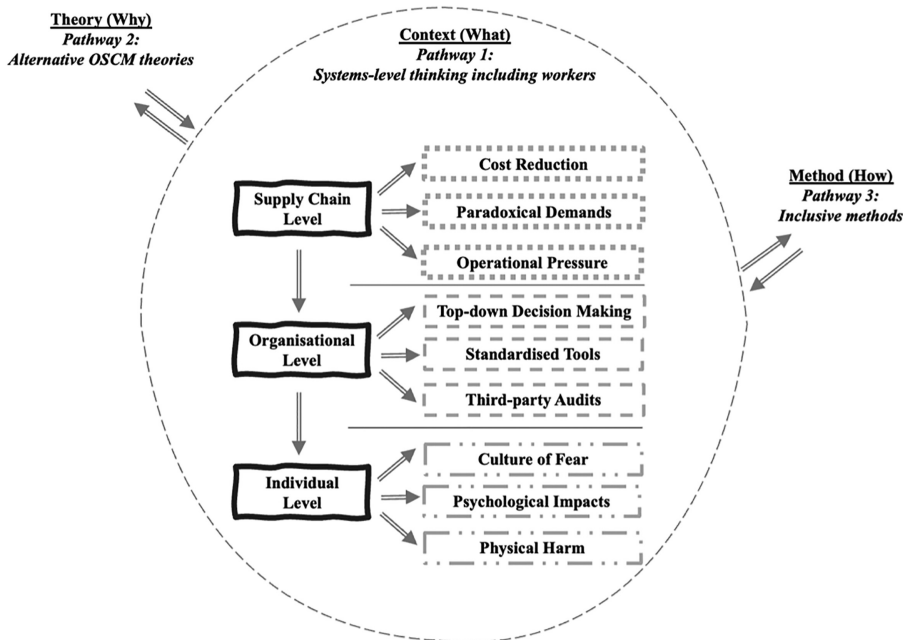 Theory (Why)
Pathway 2:
Alternative OSCM theories
Context (What)
Pathway 1:
Systems-level thinking including workers
Method (How)
Pathway 3:
Inclusive methods
Supply Chain
Level
Cost Reduction
Paradoxical Demands
Operational Pressure
Organisational
Level
Top-down Decision Making
Standardised Tools
Third-party Audits
Individual
Level
Culture of Fear
Psychological Impacts
Physical Harm